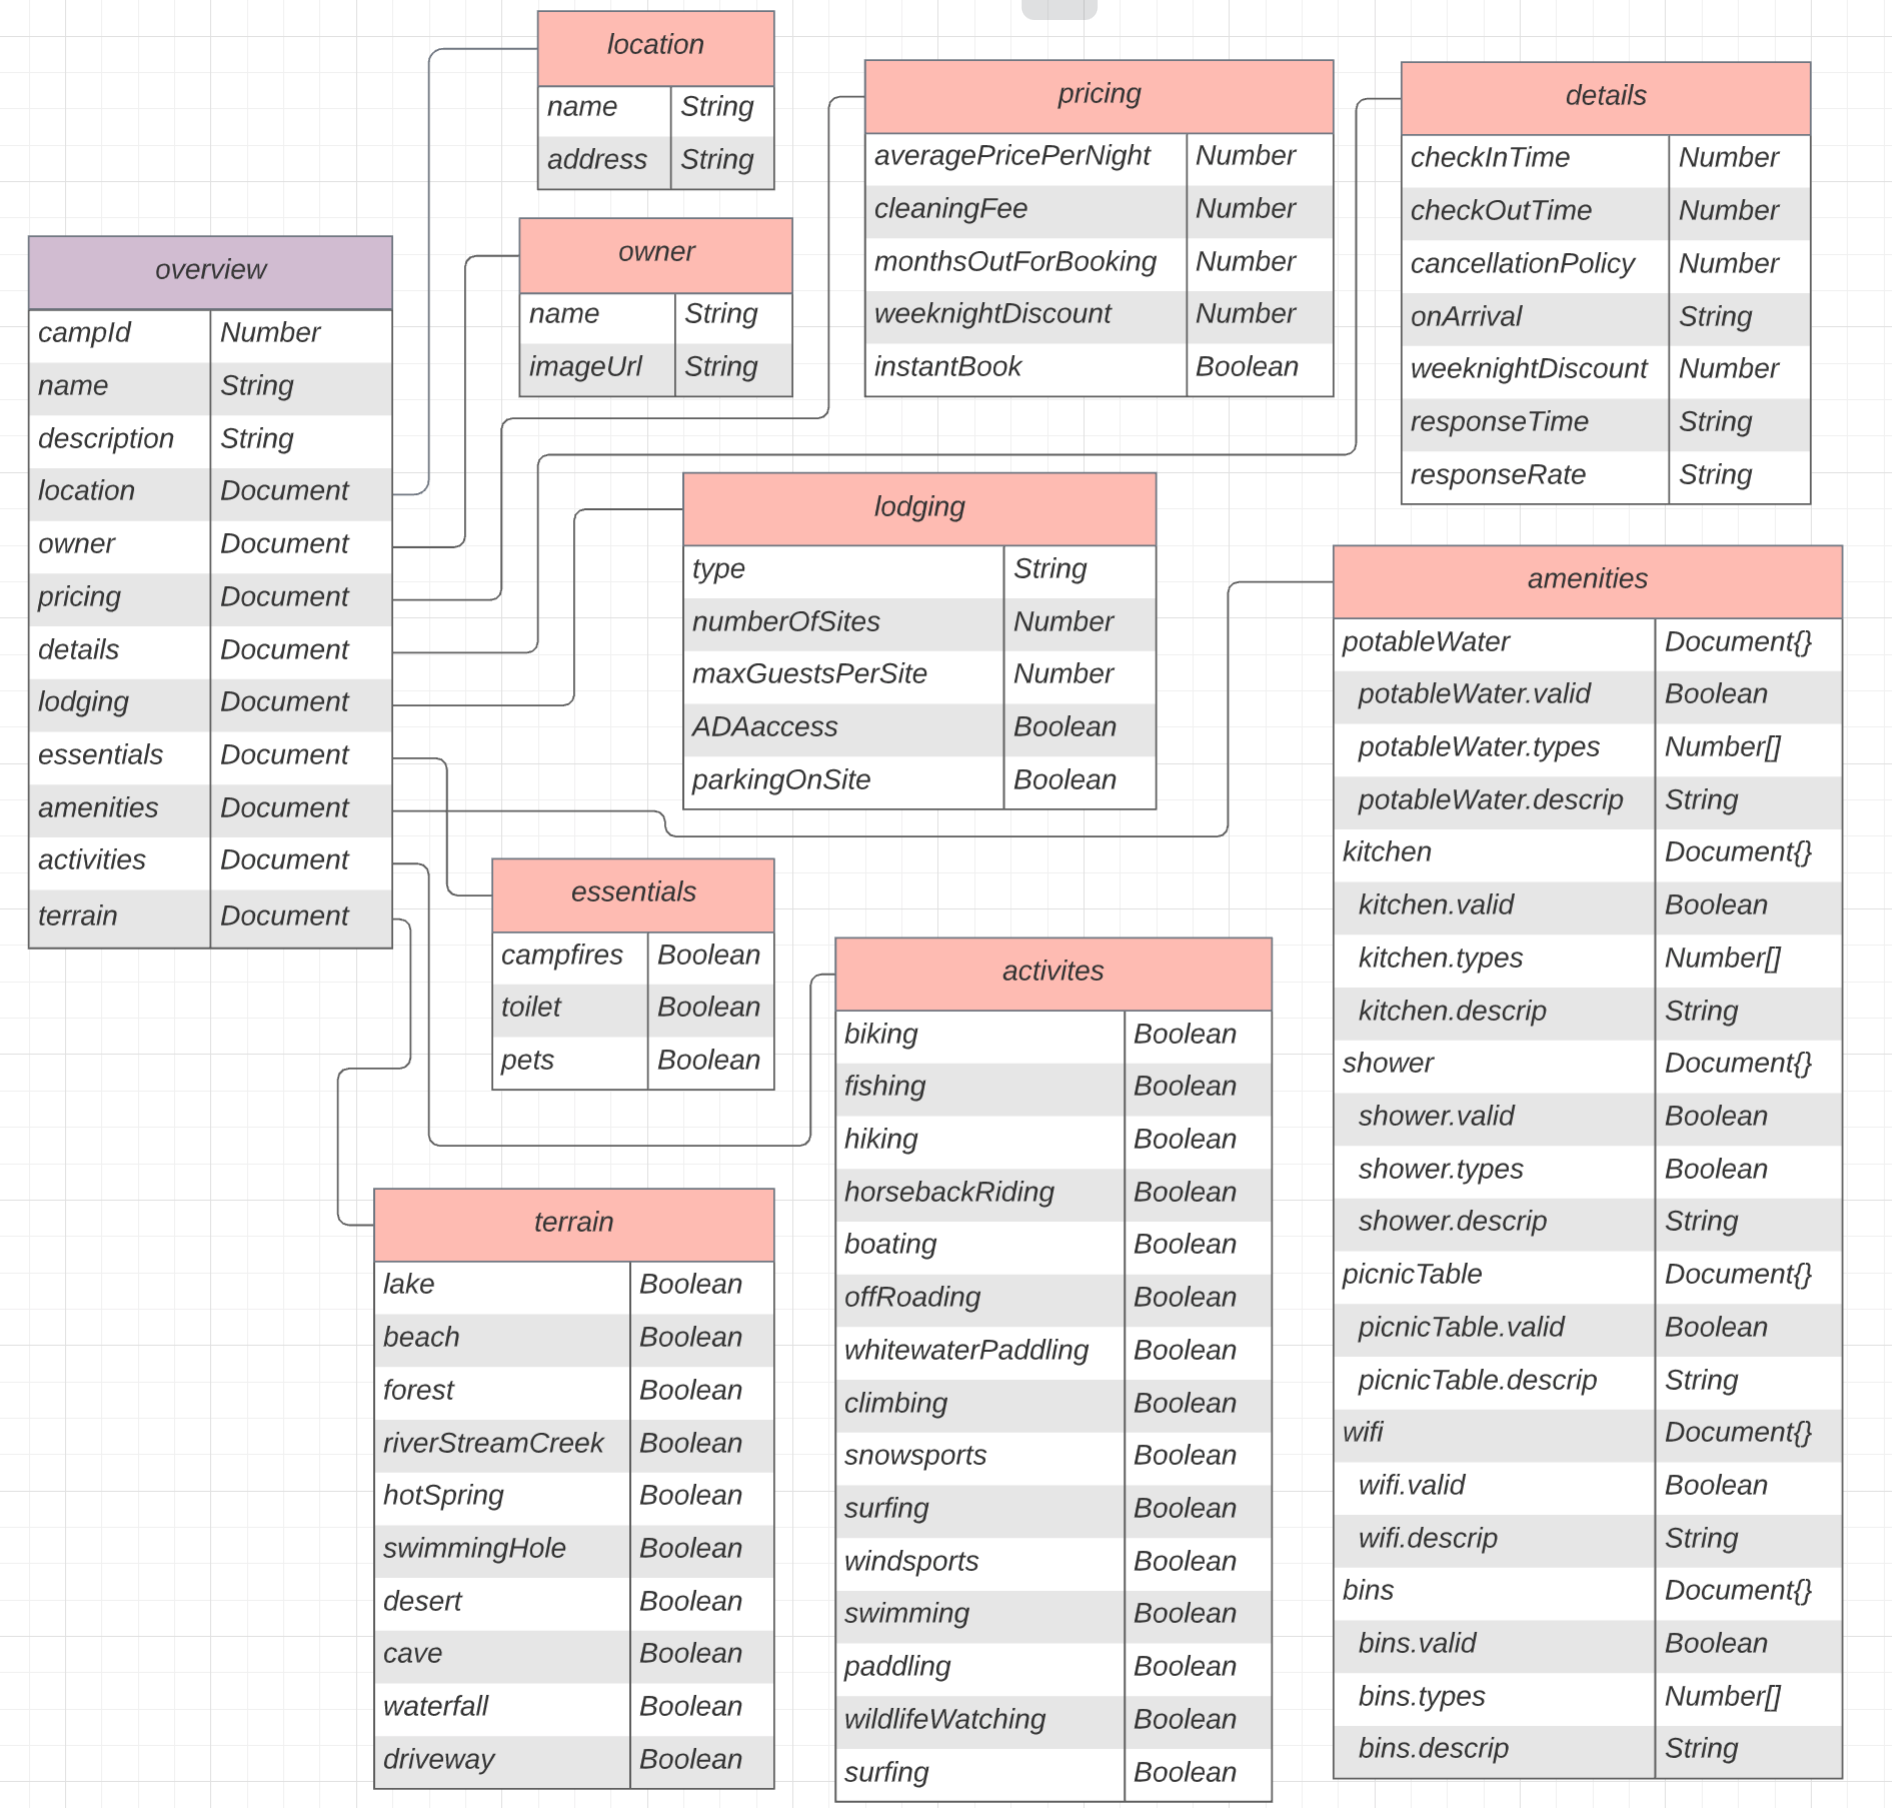 location
name String
address String
owner
name String
imageUrl String
pricing
averagePricePerNight Number
cleaningFee Number
monthsOutForBooking Number
weeknightDiscount Number
instantBook Boolean
details
checkInTime Number
checkOutTime Number
cancellationPolicy Number
onArrival String
weeknightDiscount Number
responseTime String
responseRate String
overview
campId Number
name String
description String
location Document
owner Document
pricing Document
details Document
lodging Document
essentials Document
amenities Document
activities Document
terrain Document
lodging
type String
numberOfSites Number
maxGuestsPerSite Number
ADAaccess Boolean
parkingOnSite Boolean
amenities
potableWater Document{}
potableWater.valid Boolean
potableWater.types Number[]
potableWater.descrip String
kitchen Document{}
kitchen.valid Boolean
kitchen.types Number[]
kitchen.descrip String
shower Document{}
shower.valid Boolean
shower.types Boolean
shower.descrip String
picnicTable Document{}
picnicTable.valid Boolean
picnicTable.descrip String
wifi Document{}
wifi.valid Boolean
wifi.descrip String
bins Document{}
bins.valid Boolean
bins.types Number[]
bins.descrip String
essentials
campfires Boolean
toilet Boolean
pets Boolean
activites
biking Boolean
fishing Boolean
hiking Boolean
horsebackRiding Boolean
boating Boolean
offRoading Boolean
whitewaterPaddling Boolean
climbing Boolean
snowsports Boolean
surfing Boolean
windsports Boolean
swimming Boolean
paddling Boolean
wildlifeWatching Boolean
surfing Boolean
terrain
lake Boolean
beach Boolean
forest Boolean
riverStreamCreek Boolean
hotSpring Boolean
swimmingHole Boolean
desert Boolean
cave Boolean
waterfall Boolean
driveway Boolean